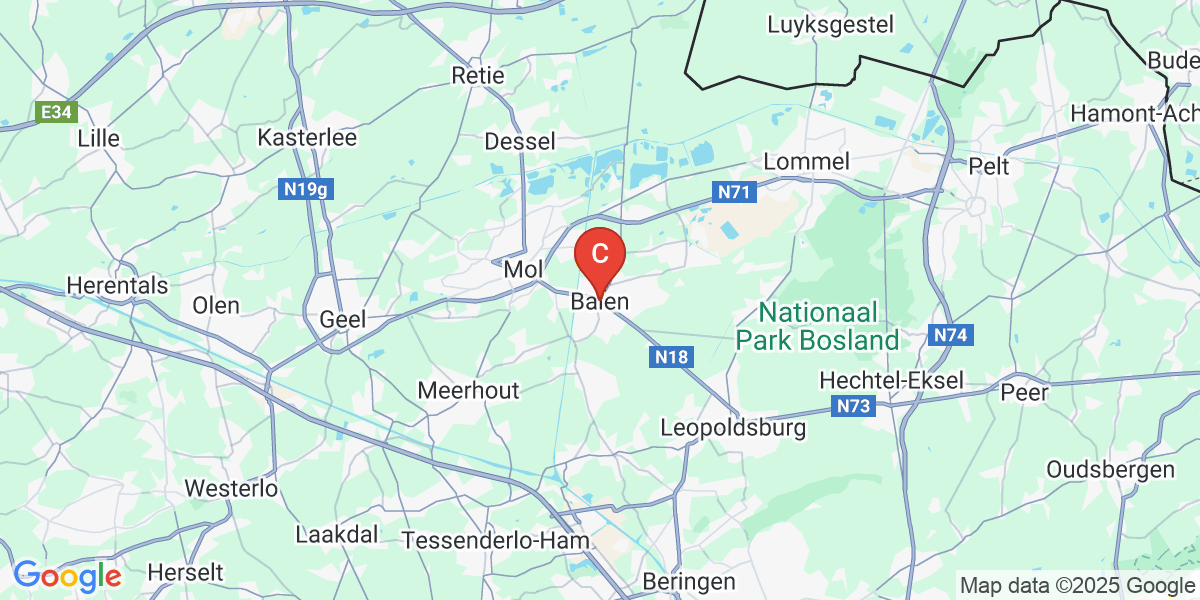 Luyksgestel
Bude
Retie
E34
Hamont-Ach
Lille
Kasterlee
Dessel
Lommel
Pelt
N19g
N71
Mol
C
Herentals
Olen
Balen
Geel
Nationaal
Park Bosland
N74
N18
Meerhout
Hechtel-Eksel
Peer
N73
Leopoldsburg
Oudsbergen
Westerlo
Laakdal
Tessenderlo-Ham
Herselt
Beringen
Google
Map data ©2025 Google